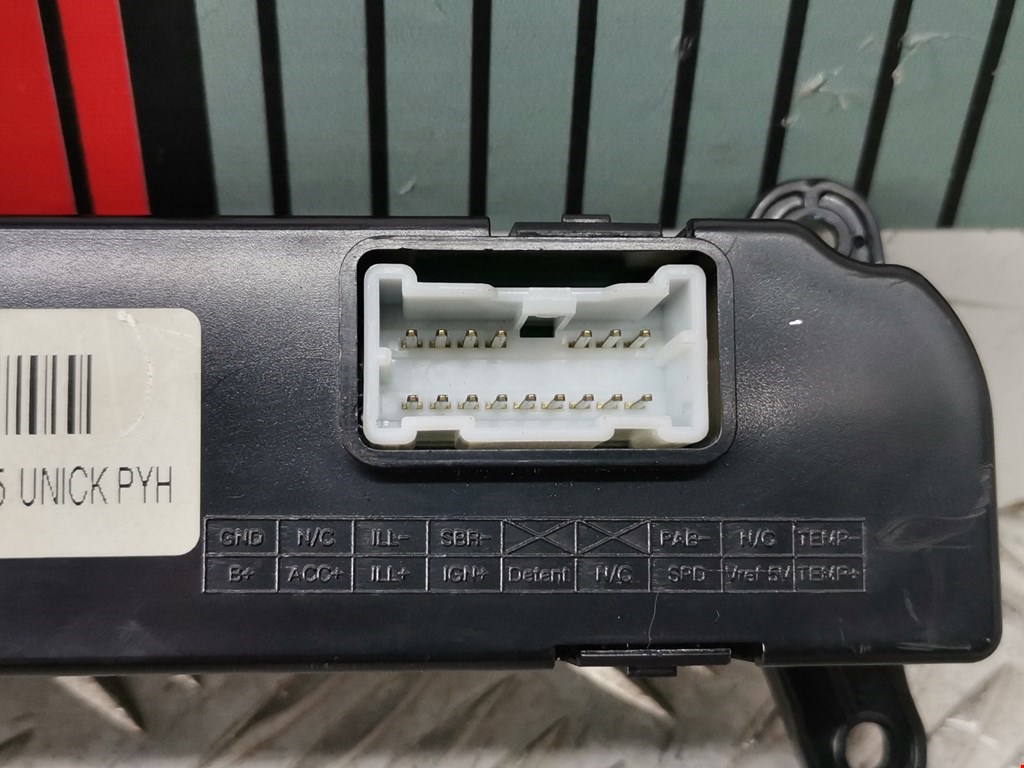 5 UNICK PYH
GND N/C ILL- SBR- PAB- N/C TEMP-
B+ ACC+ ILL+ IGN+ Detent N/C SPD Vref 5V TEMP+